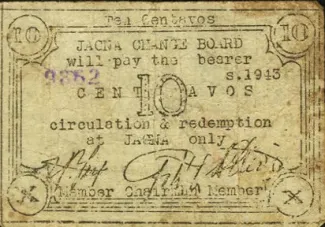 Ten Centavos
10 10
JAGNA CHANGE BOARD
will pay the bearer
9862 s.1943
CENT 10 AVOS
circulation & redemption
at JAGNA only
X X
Member Chairman Member